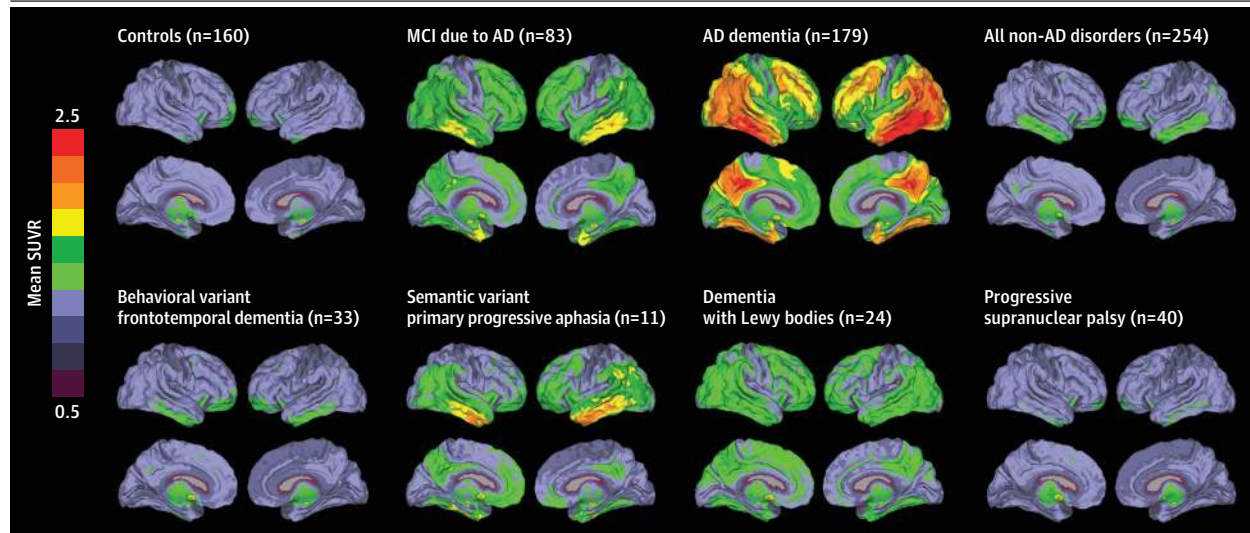 Controls (n=160)
MCI due to AD (n=83)
AD dementia (n=179)
All non-AD disorders (n=254)
2.5
Mean SUVR
0.5
Behavioral variant
frontotemporal dementia (n=33)
Semantic variant
primary progressive aphasia (n=11)
Dementia
with Lewy bodies (n=24)
Progressive
supranuclear palsy (n=40)